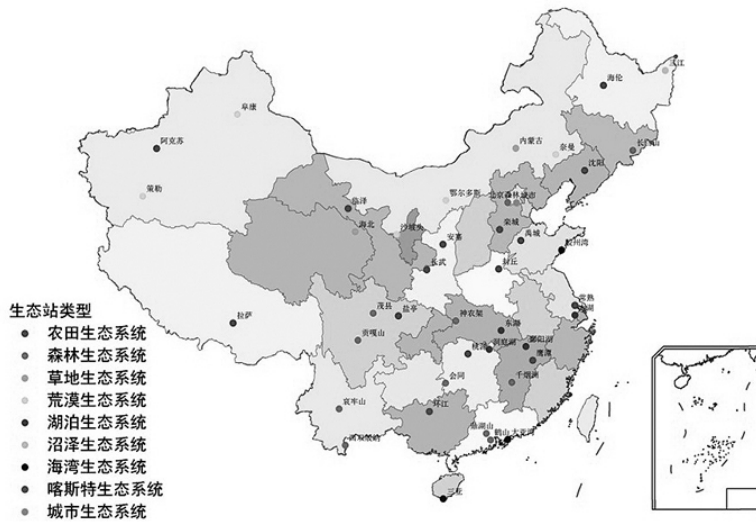 三江
海伦
阜康
长白山
内蒙古
奈曼
阿克苏
沈阳
策勒
鄂尔多斯
北京森林城市
临泽
海北
沙坡头
栾城
禹城
安塞
胶州湾
长武
封丘
常熟
太湖
茂县
盐亭
神农架
东湖
拉萨
贡嘎山
鄱阳湖
桃源
洞庭湖
鹰潭
会同
千烟洲
哀牢山
环江
鼎湖山
鹤山
大亚湾
三亚
生态站类型
农田生态系统
森林生态系统
草地生态系统
荒漠生态系统
湖泊生态系统
沼泽生态系统
海湾生态系统
喀斯特生态系统
城市生态系统